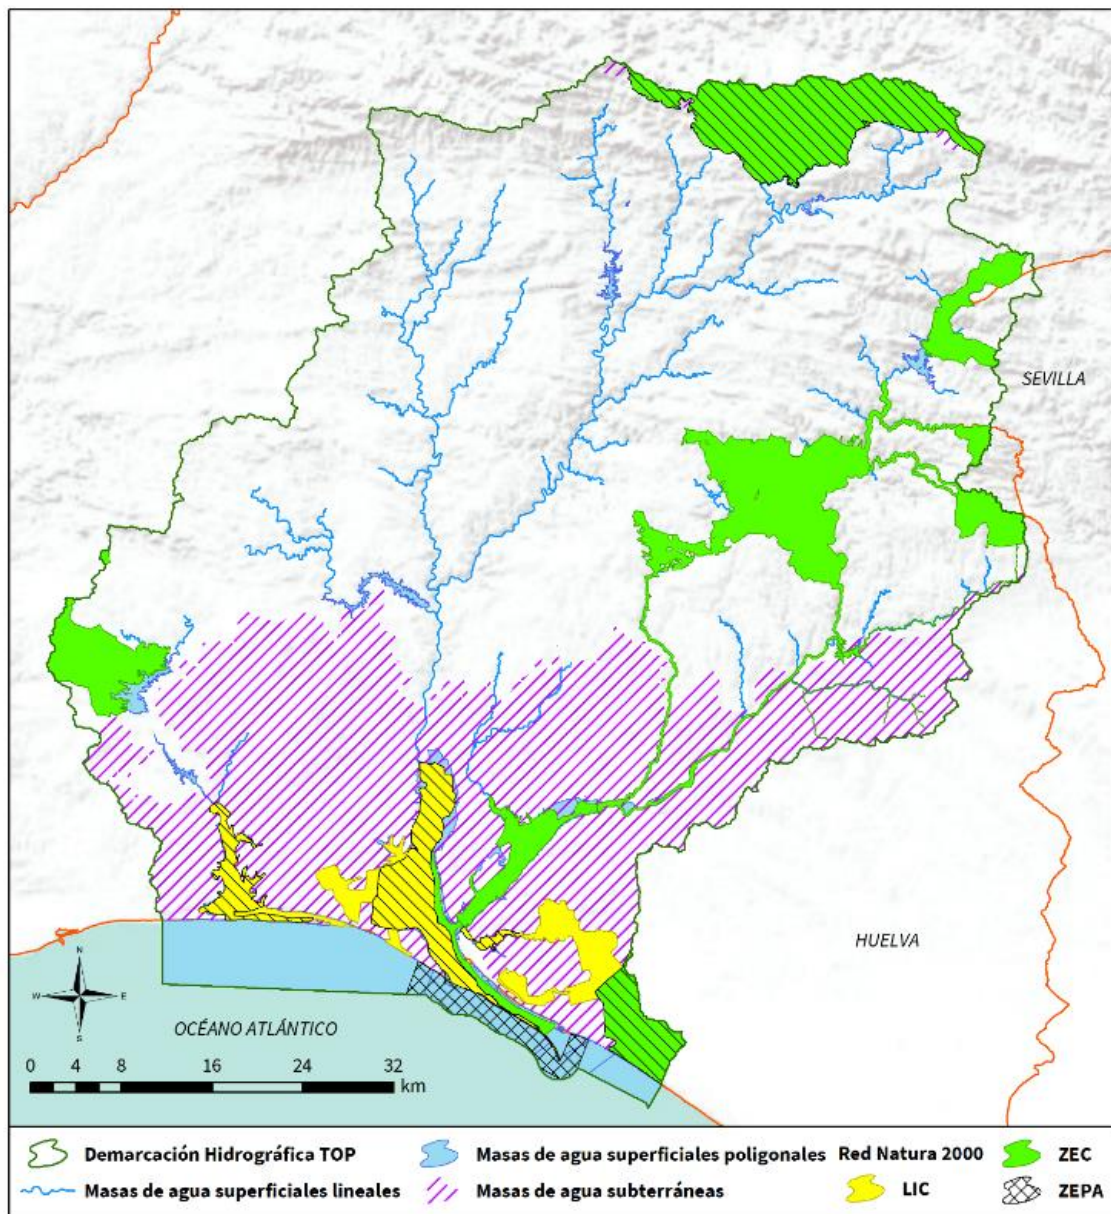 SEVILLA
HUELVA
N
W E
S
OCÉANO ATLÁNTICO
0 4 8 16 24 32
km
Demarcación Hidrográfica TOP
Masas de agua superficiales poligonales
Red Natura 2000
ZEC
Masas de agua superficiales lineales
Masas de agua subterráneas
LIC
ZEPA